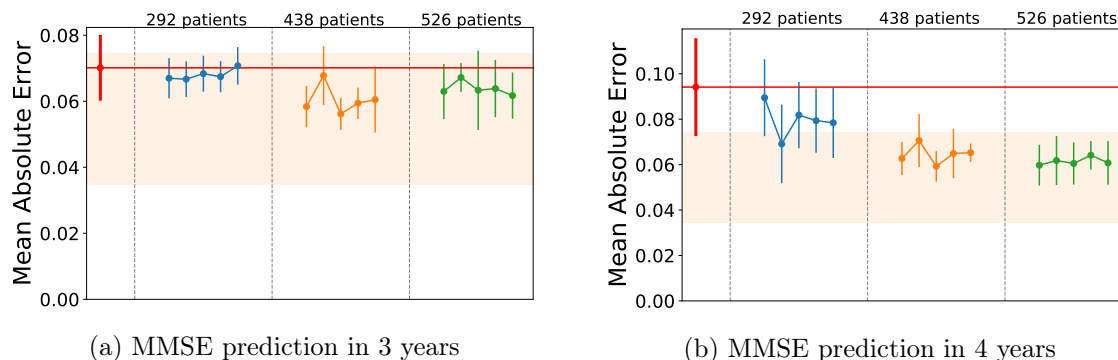 292 patients 438 patients 526 patients
Mean Absolute Error
0.08
0.06
0.04
0.02
0.00
(a) MMSE prediction in 3 years
292 patients 438 patients 526 patients
Mean Absolute Error
0.10
0.08
0.06
0.04
0.02
0.00
(b) MMSE prediction in 4 years